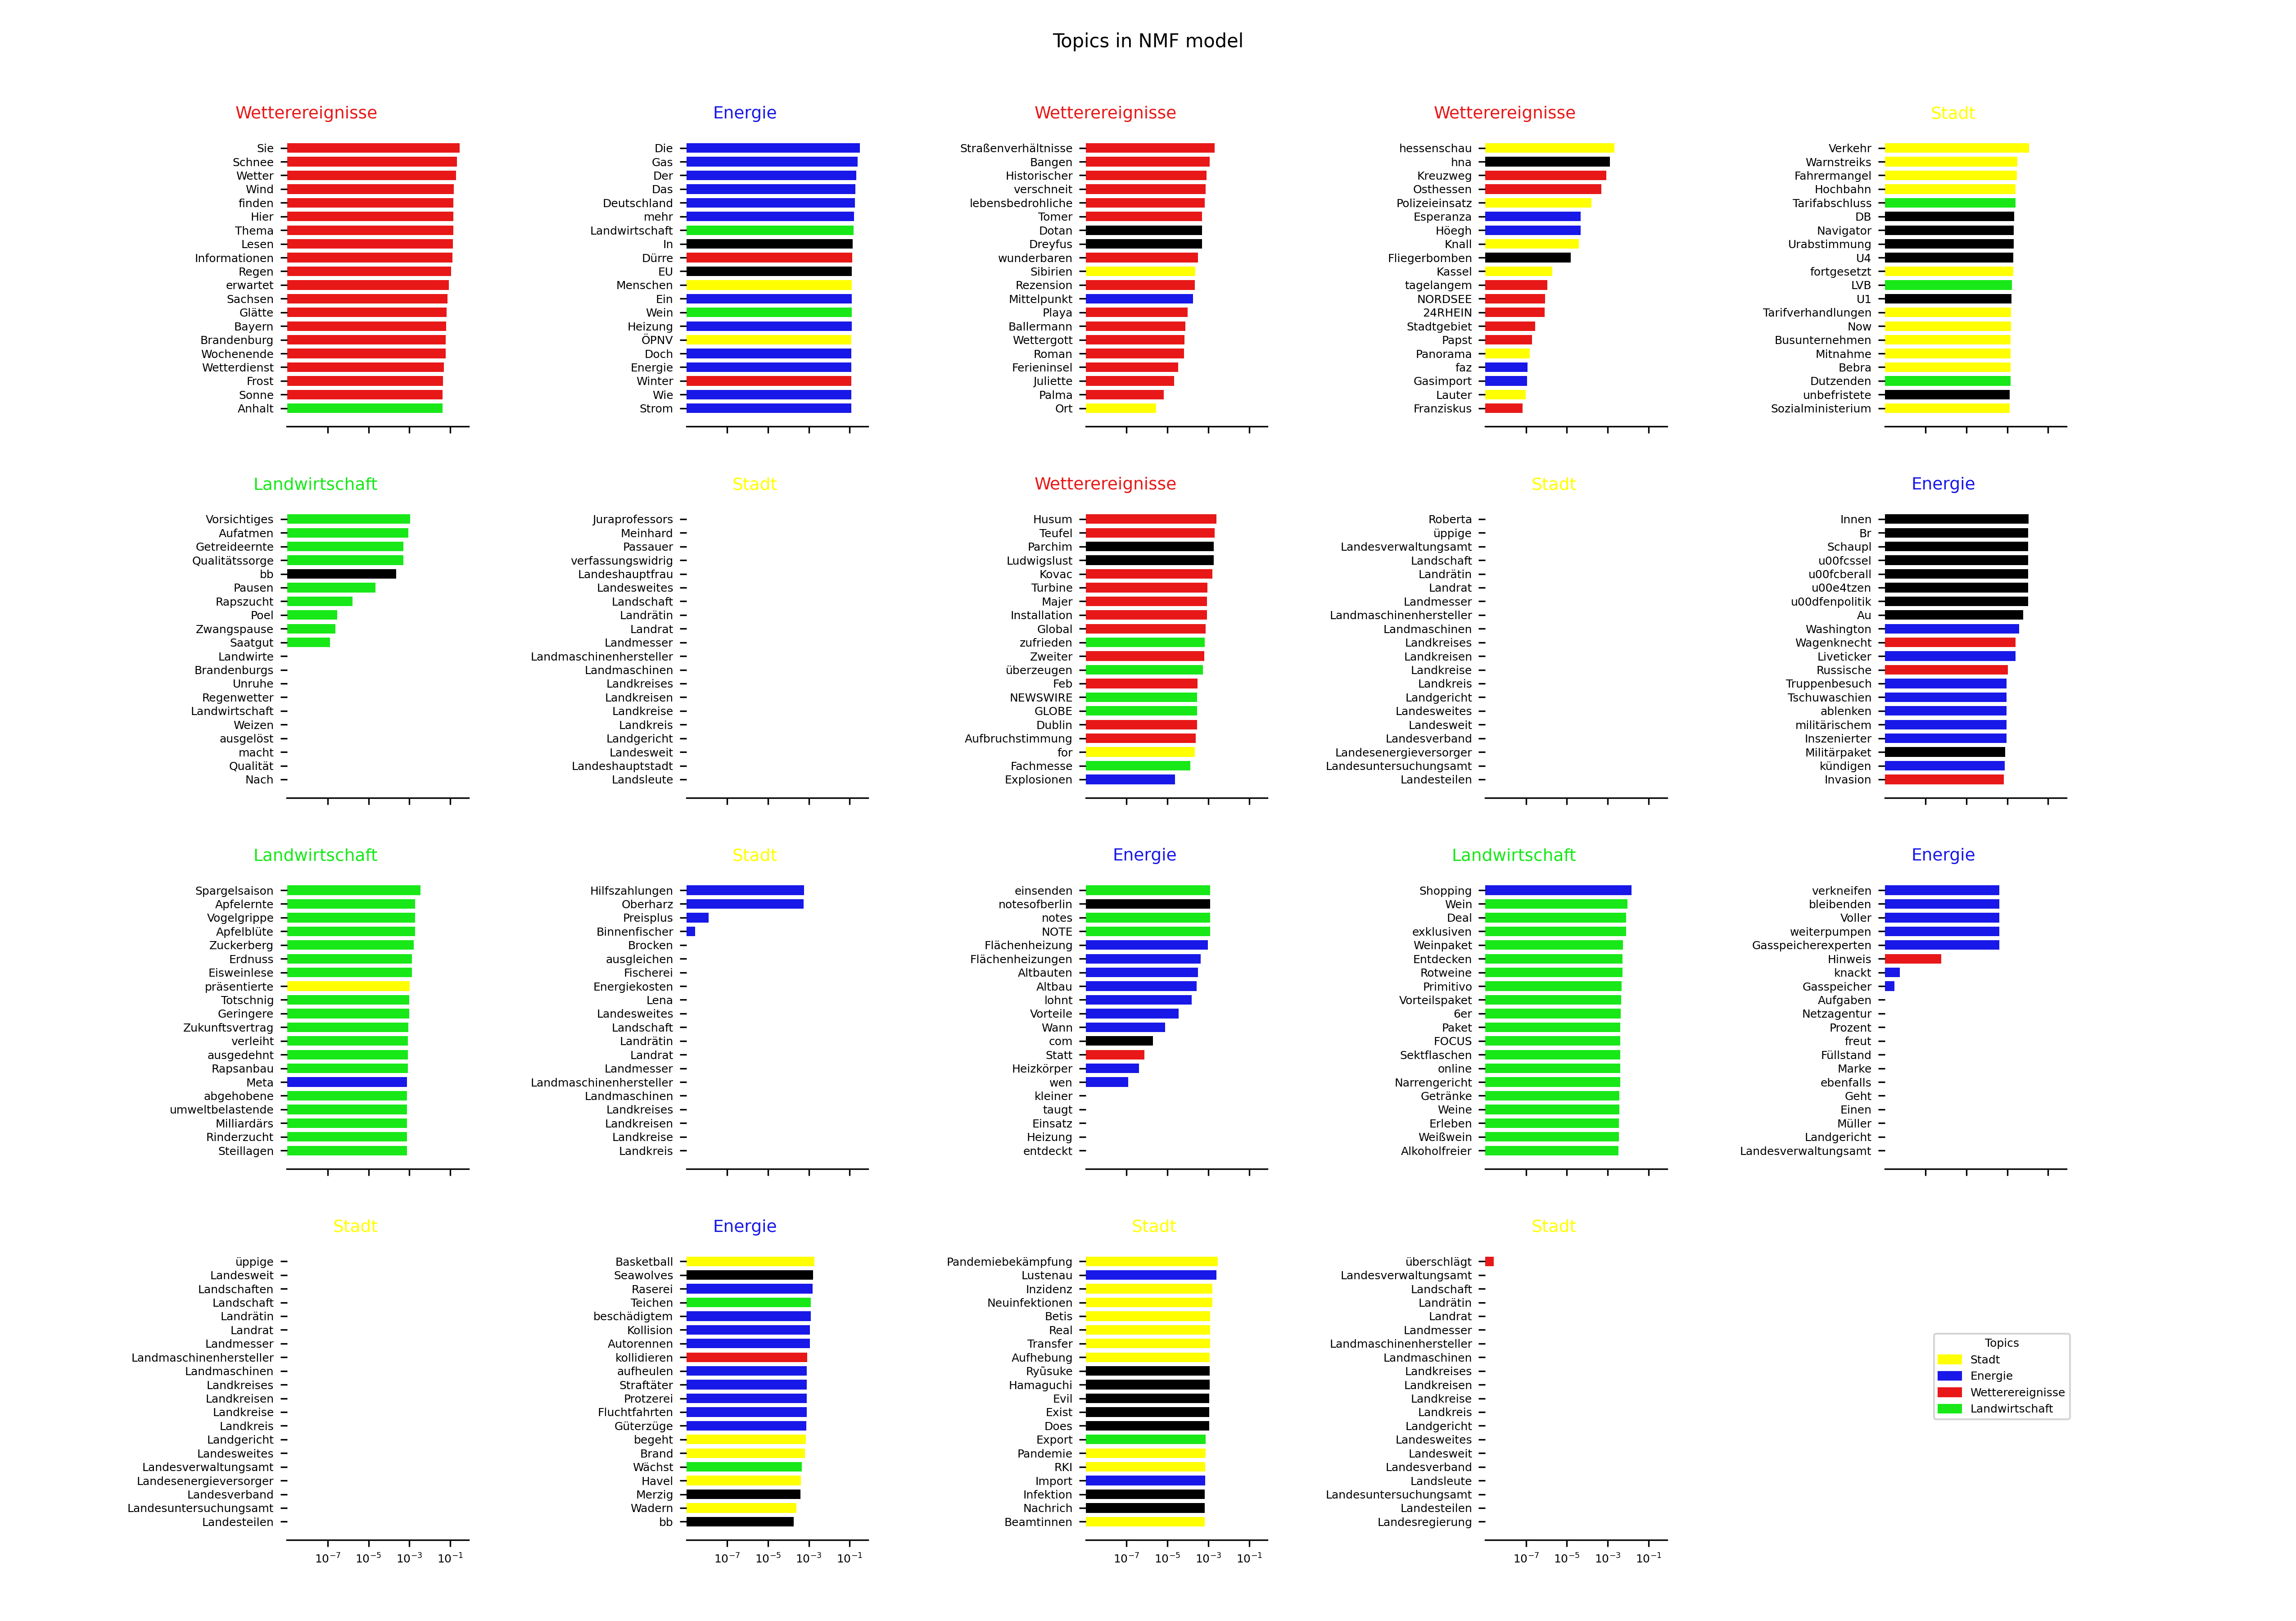 Topics in NMF model
Wetterereignisse
Sie
Schnee
Wetter
Wind
finden
Hier
Thema
Lesen
Informationen
Regen
erwartet
Sachsen
Glätte
Bayern
Brandenburg
Wochenende
Wetterdienst
Frost
Sonne
Anhalt
Energie
Die
Gas
Der
Das
Deutschland
mehr
Landwirtschaft
In
Dürre
EU
Menschen
Ein
Wein
Heizung
ÖPNV
Doch
Energie
Winter
Wie
Strom
Wetterereignisse
Straßenverhältnisse
Bangen
Historischer
verschneit
lebensbedrohliche
Tomer
Dotan
Dreyfus
wunderbaren
Sibirien
Rezension
Mittelpunkt
Playa
Ballermann
Wettergott
Roman
Ferieninsel
Juliette
Palma
Ort
Wetterereignisse
hessenschau
hna
Kreuzweg
Osthessen
Polizeieinsatz
Esperanza
Höegh
Knall
Fliegerbomben
Kassel
tagelangem
NORDSEE
24RHEIN
Stadtgebiet
Papst
Panorama
faz
Gasimport
Lauter
Franziskus
Stadt
Verkehr
Warnstreiks
Fahrermangel
Hochbahn
Tarifabschluss
DB
Navigator
Urabstimmung
U4
fortgesetzt
LVB
U1
Tarifverhandlungen
Now
Busunternehmen
Mitnahme
Bebra
Dutzenden
unbefristete
Sozialministerium
Landwirtschaft
Vorsichtiges
Aufatmen
Getreideernte
Qualitätssorge
bb
Pausen
Rapszucht
Poel
Zwangspause
Saatgut
Landwirte
Brandenburgs
Unruhe
Regenwetter
Landwirtschaft
Weizen
ausgelöst
macht
Qualität
Nach
Stadt
Juraprofessors
Meinhard
Passauer
verfassungswidrig
Landeshauptfrau
Landesweites
Landschaft
Landrätin
Landrat
Landmesser
Landmaschinenhersteller
Landmaschinen
Landkreises
Landkreisen
Landkreise
Landkreis
Landgericht
Landesweit
Landeshauptstadt
Landsleute
Wetterereignisse
Husum
Teufel
Parchim
Ludwigslust
Kovac
Turbine
Majer
Installation
Global
zufrieden
Zweiter
überzeugen
Feb
NEWSWIRE
GLOBE
Dublin
Aufbruchstimmung
for
Fachmesse
Explosionen
Stadt
Roberta
üppige
Landesverwaltungsamt
Landschaft
Landrätin
Landrat
Landmesser
Landmaschinenhersteller
Landmaschinen
Landkreises
Landkreisen
Landkreise
Landkreis
Landgericht
Landesweites
Landesweit
Landesverband
Landesenergieversorger
Landesuntersuchungsamt
Landesteilen
Energie
Innen
Br
Schaupl
u00fcssel
u00fcberall
u00e4tzen
u00dfenpolitik
Au
Washington
Wagenknecht
Liveticker
Russische
Truppenbesuch
Tschuwaschien
ablenken
militärischem
Inszenierter
Militärpaket
kündigen
Invasion
Landwirtschaft
Spargelsaison
Apfelernte
Vogelgrippe
Apfelblüte
Zuckerberg
Erdnuss
Eisweinlese
präsentierte
Totschnig
Geringere
Zukunftsvertrag
verleiht
ausgedehnt
Rapsanbau
Meta
abgehobene
umweltbelastende
Milliardärs
Rinderzucht
Steillagen
Stadt
Hilfszahlungen
Oberharz
Preisplus
Binnenfischer
Brocken
ausgleichen
Fischerei
Energiekosten
Lena
Landesweites
Landschaft
Landrätin
Landrat
Landmesser
Landmaschinenhersteller
Landmaschinen
Landkreises
Landkreisen
Landkreise
Landkreis
Energie
einsenden
notesofberlin
notes
NOTE
Flächenheizung
Flächenheizungen
Altbauten
Altbau
lohnt
Vorteile
Wann
com
Statt
Heizkörper
wen
kleiner
taugt
Einsatz
Heizung
entdeckt
Landwirtschaft
Shopping
Wein
Deal
exklusiven
Weinpaket
Entdecken
Rotweine
Primitivo
Vorteilspaket
6er
Paket
FOCUS
Sektflaschen
online
Narrengericht
Getränke
Weine
Erleben
Weißwein
Alkoholfreier
Energie
verkneifen
bleibenden
Voller
weiterpumpen
Gasspeicherexperten
Hinweis
knackt
Gasspeicher
Aufgaben
Netzagentur
Prozent
freut
Füllstand
Marke
ebenfalls
Geht
Einen
Müller
Landgericht
Landesverwaltungsamt
Stadt
üppige
Landesweit
Landschaften
Landschaft
Landrätin
Landrat
Landmesser
Landmaschinenhersteller
Landmaschinen
Landkreises
Landkreisen
Landkreise
Landkreis
Landgericht
Landesweites
Landesverwaltungsamt
Landesenergieversorger
Landesverband
Landesuntersuchungsamt
Landesteilen
10⁻⁷ 10⁻⁵ 10⁻³ 10⁻¹
Energie
Basketball
Seawolves
Raserei
Teichen
beschädigtem
Kollision
Autorennen
kollidieren
aufheulen
Straftäter
Protzerei
Fluchtfahrten
Güterzüge
begeht
Brand
Wächst
Havel
Merzig
Wadern
bb
10⁻⁷ 10⁻⁵ 10⁻³ 10⁻¹
Stadt
Pandemiebekämpfung
Lustenau
Inzidenz
Neuinfektionen
Betis
Real
Transfer
Aufhebung
Ryūsuke
Hamaguchi
Evil
Exist
Does
Export
Pandemie
RKI
Import
Infektion
Nachrich
Beamtinnen
10⁻⁷ 10⁻⁵ 10⁻³ 10⁻¹
Stadt
überschlägt
Landesverwaltungsamt
Landschaft
Landrätin
Landrat
Landmesser
Landmaschinenhersteller
Landmaschinen
Landkreises
Landkreisen
Landkreise
Landkreis
Landgericht
Landesweites
Landesweit
Landesverband
Landsleute
Landesuntersuchungsamt
Landesteilen
Landesregierung
10⁻⁷ 10⁻⁵ 10⁻³ 10⁻¹
Topics
Stadt
Energie
Wetterereignisse
Landwirtschaft